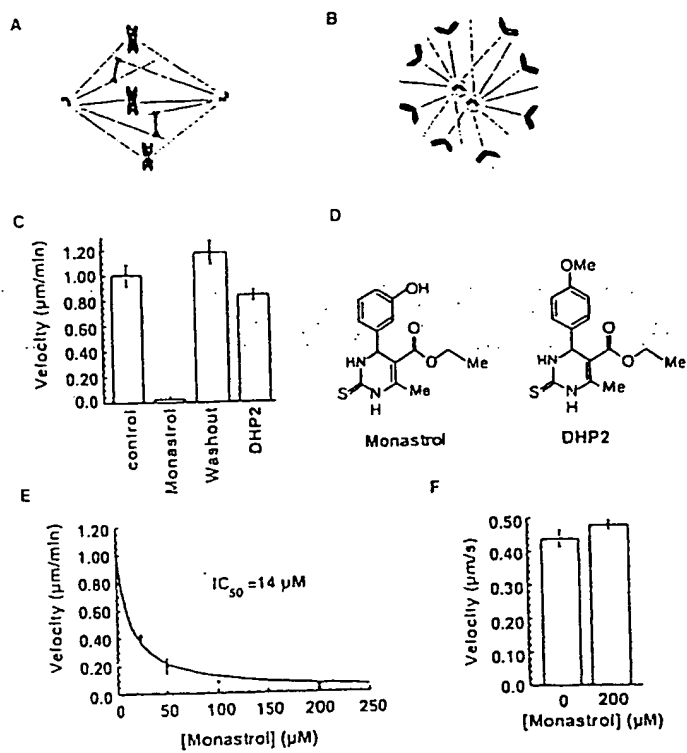 A
B
C
Velocity (µm/min)
1.20
1.00
0.80
0.60
0.40
0.20
0.0
control
Monastrol
Washout
DHP2
D
OH
O
O
Me
HN
S
N
H
Me
Monastrol
OMe
O
O
Me
HN
S
N
H
Me
DHP2
E
Velocity (µm/min)
1.20
1.00
0.80
0.60
0.40
0.20
0.0
IC50 =14 µM
0
50
100
150
200
250
[Monastrol] (µM)
F
Velocity (µm/s)
0.50
0.40
0.30
0.20
0.10
0.0
0
200
[Monastrol] (µM)